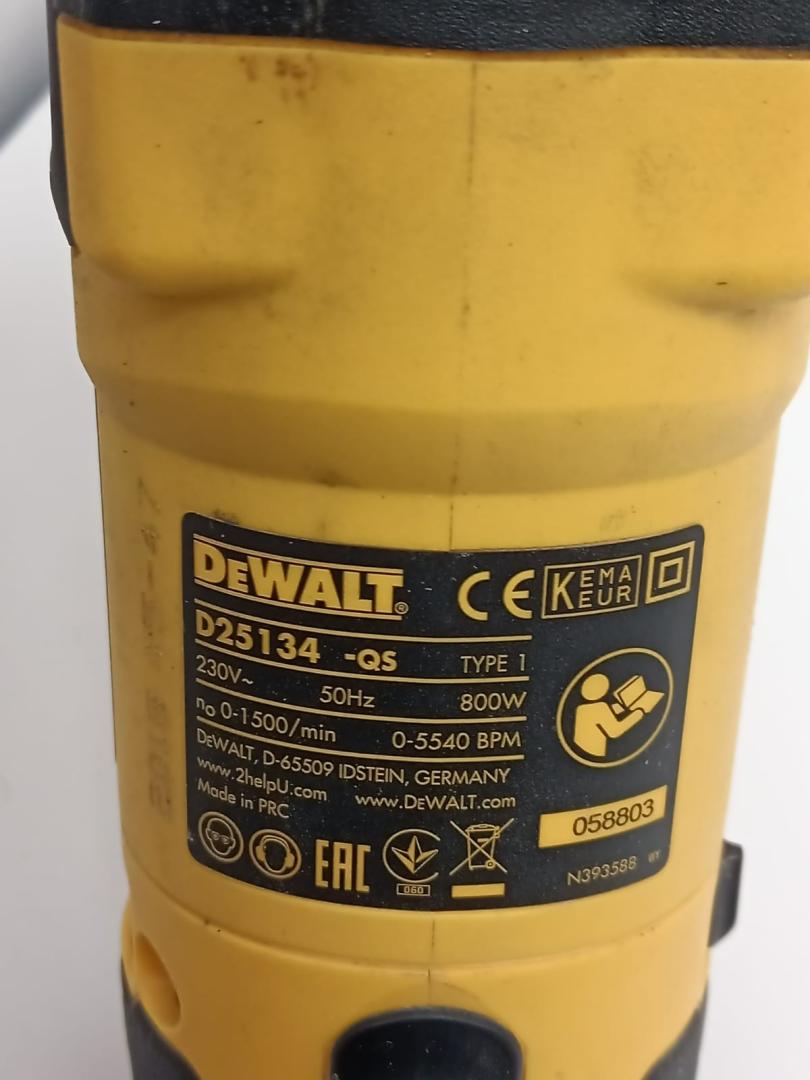 DEWALT®
CE KEMA EUR
D25134 -QS TYPE 1
230V~ 50Hz 800W
n₀ 0-1500/min 0-5540 BPM
DEWALT, D-65509 IDSTEIN, GERMANY
www.2helpU.com www.DEWALT.com
Made in PRC
058803
EAC
060
N393588